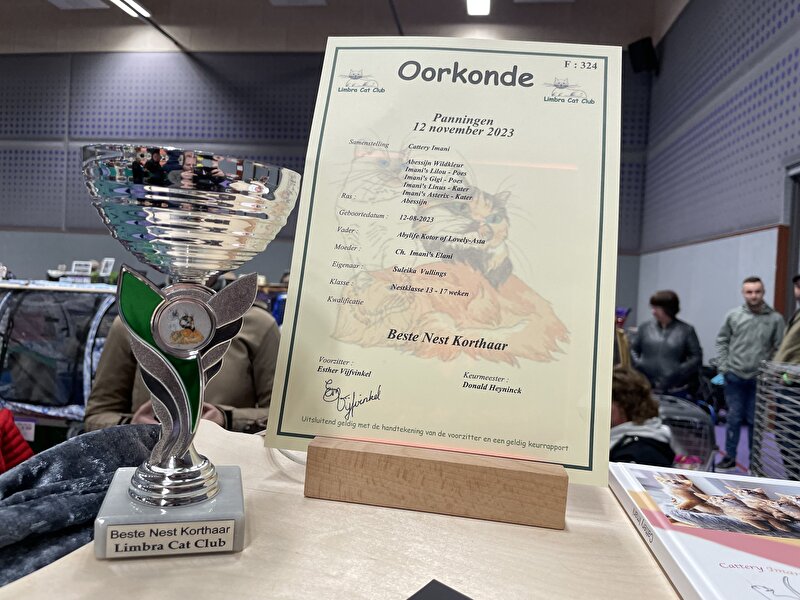 F : 324
Oorkonde
Limbra Cat Club
Limbra Cat Club
Panningen
12 november 2023
Samenstelling Cattery Imani
Abessijn Wildkleur
Imani's Lilou - Poes
Imani's Gigi - Poes
Imani's Linus - Kater
Imani's Asterix - Kater
Ras : Abessijn
Geboortedatum : 12-08-2023
Vader : Abylife Kotor of Lovely-Asta
Moeder : Ch. Imani's Elani
Eigenaar : Suleika Vullings
Klasse : Nestklasse 13 - 17 weken
Kwalificatie
Beste Nest Korthaar
Voorzitter : Keurmeester :
Esther Vijfvinkel Donald Heyninck
E Vijfvinkel
Uitsluitend geldig met de handtekening van de voorzitter en een geldig keurrapport
Beste Nest Korthaar
Limbra Cat Club
Cattery Imani